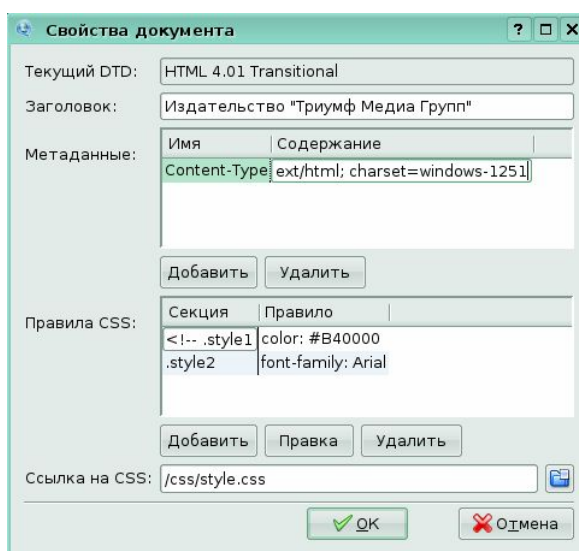 Свойства документа
Текущий DTD: HTML 4.01 Transitional
Заголовок: Издательство "Триумф Медиа Групп"
Метаданные:
Имя Содержание
Content-Type ext/html; charset=windows-1251
Добавить Удалить
Правила CSS:
Секция Правило
<!-- .style1 color: #B40000
.style2 font-family: Arial
Добавить Правка Удалить
Ссылка на CSS: /css/style.css
OK Отмена